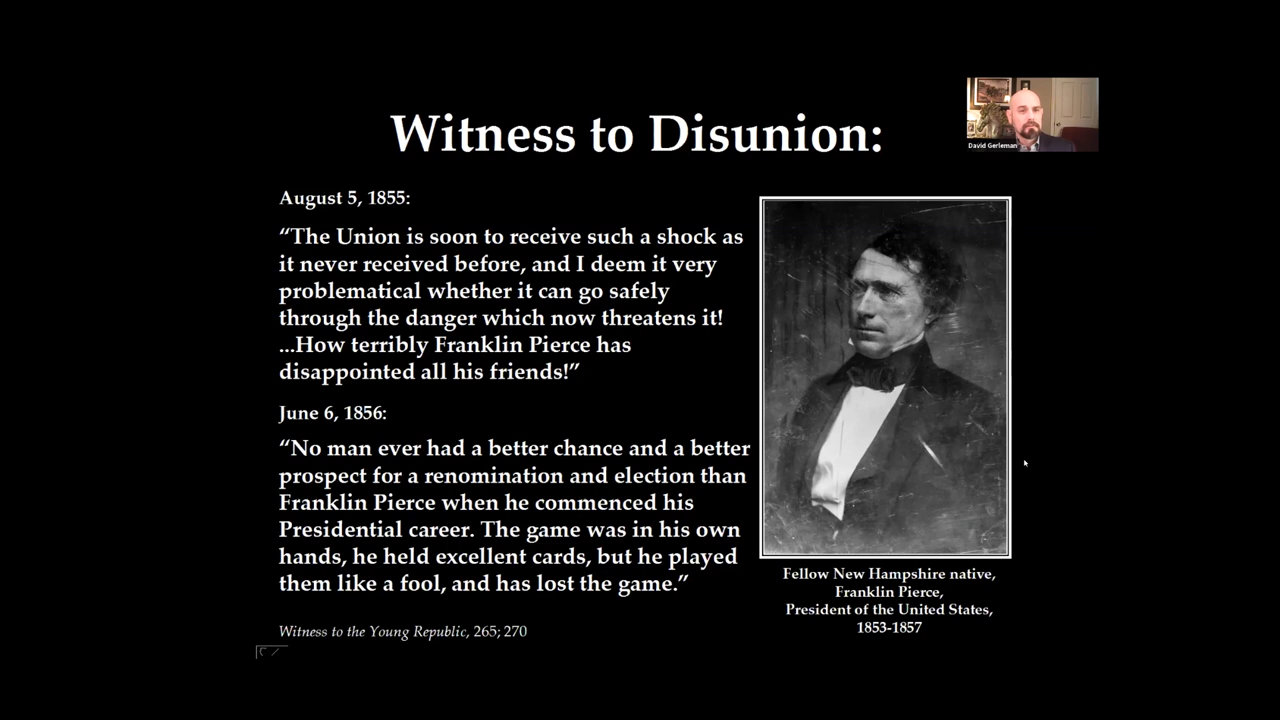 Witness to Disunion:
David Gerleman
August 5, 1855:
“The Union is soon to receive such a shock as
it never received before, and I deem it very
problematical whether it can go safely
through the danger which now threatens it!
...How terribly Franklin Pierce has
disappointed all his friends!”
June 6, 1856:
“No man ever had a better chance and a better
prospect for a renomination and election than
Franklin Pierce when he commenced his
Presidential career. The game was in his own
hands, he held excellent cards, but he played
them like a fool, and has lost the game.”
Witness to the Young Republic, 265; 270
Fellow New Hampshire native,
Franklin Pierce,
President of the United States,
1853-1857